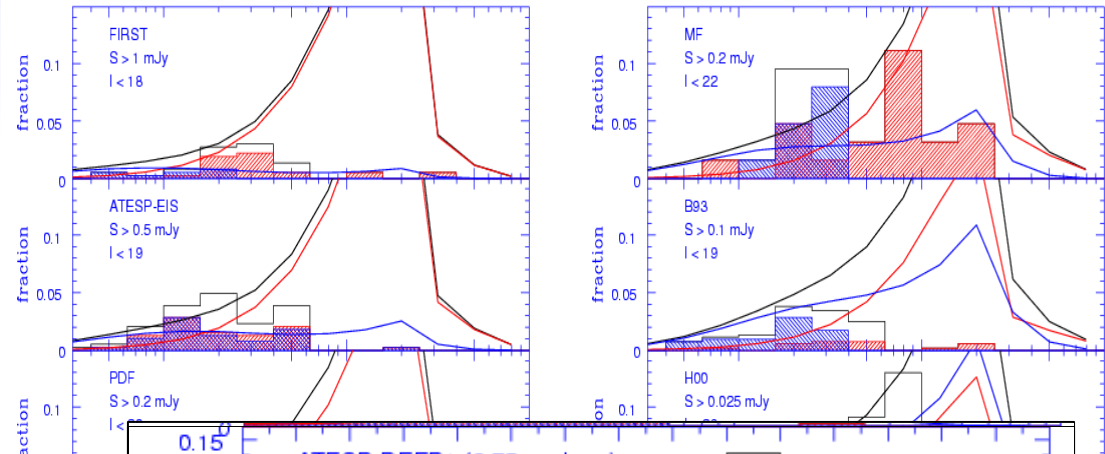 FIRST
S > 1 mJy
I < 18
0.1
0.05
0
fraction
MF
S > 0.2 mJy
I < 22
0.1
0.05
0
fraction
ATESP-EIS
S > 0.5 mJy
I < 19
0.1
0.05
0
fraction
B93
S > 0.1 mJy
I < 19
0.1
0.05
0
fraction
PDF
S > 0.2 mJy
I <
0.1
H00
S > 0.025 mJy
0.1
0
0.15